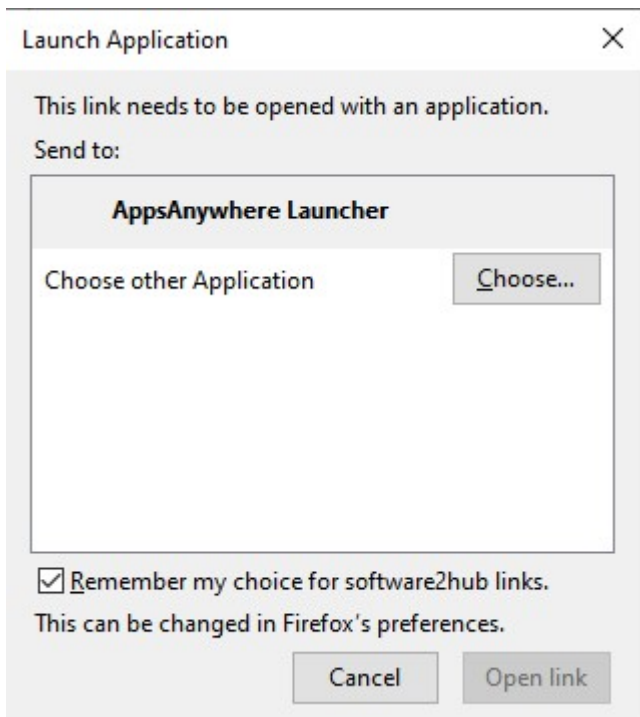 Launch Application
This link needs to be opened with an application.
Send to:
AppsAnywhere Launcher
Choose other Application
Choose...
Remember my choice for software2hub links.
This can be changed in Firefox's preferences.
Cancel
Open link